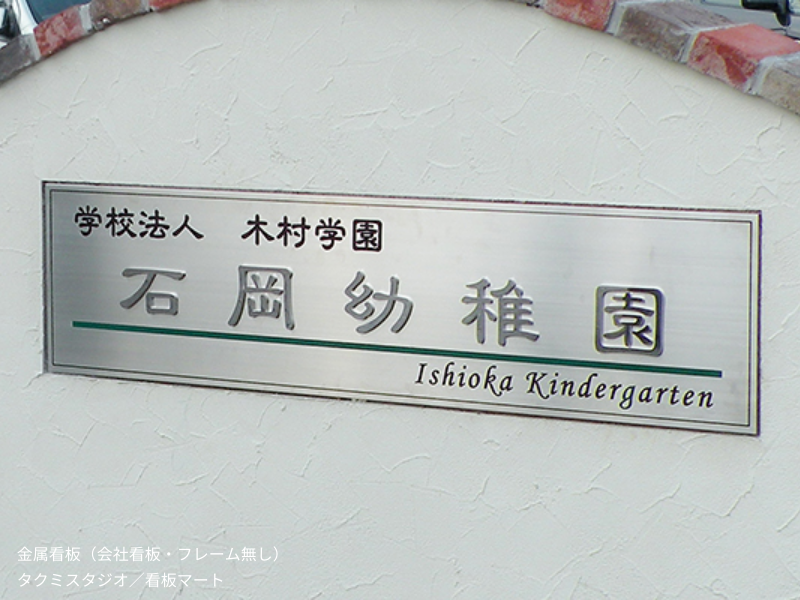 学校法人　木村学園
石岡幼稚園
Ishioka Kindergarten
金属看板（会社看板・フレーム無し）
タクミスタジオ／看板マート